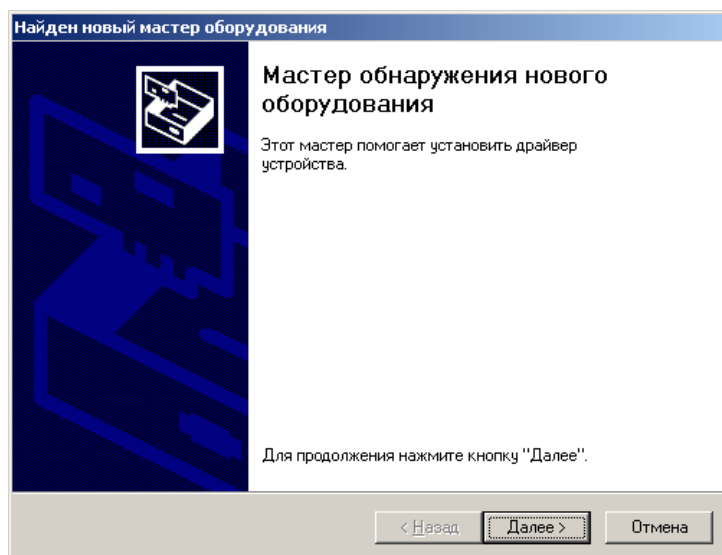 Найден новый мастер оборудования
Мастер обнаружения нового
оборудования
Этот мастер помогает установить драйвер
устройства.
Для продолжения нажмите кнопку "Далее".
< Назад
Далее >
Отмена